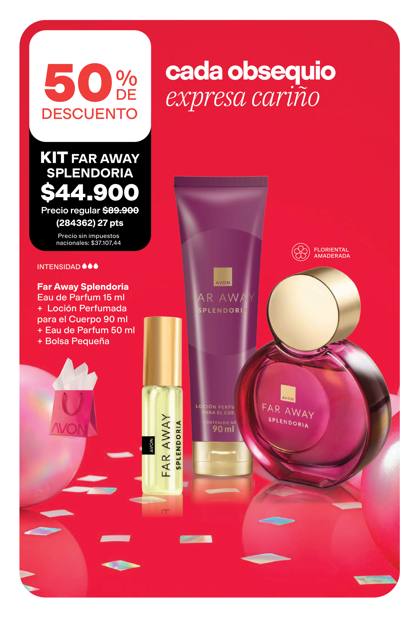 50%
DE
DESCUENTO
cada obsequio
expresa cariño
KIT FAR AWAY
SPLENDORIA
$44.900
Precio regular $89.900
(284362) 27 pts
Precio sin impuestos
nacionales: $37.107,44
INTENSIDAD
FLORIENTAL
AMADERADA
Far Away Splendoria
Eau de Parfum 15 ml
+ Loción Perfumada
para el Cuerpo 90 ml
+ Eau de Parfum 50 ml
+ Bolsa Pequeña
AVON
AVON
FAR AWAY
SPLENDORIA
90 ml
AVON
FAR AWAY
SPLENDORIA
AVON
FAR AWAY
SPLENDORIA